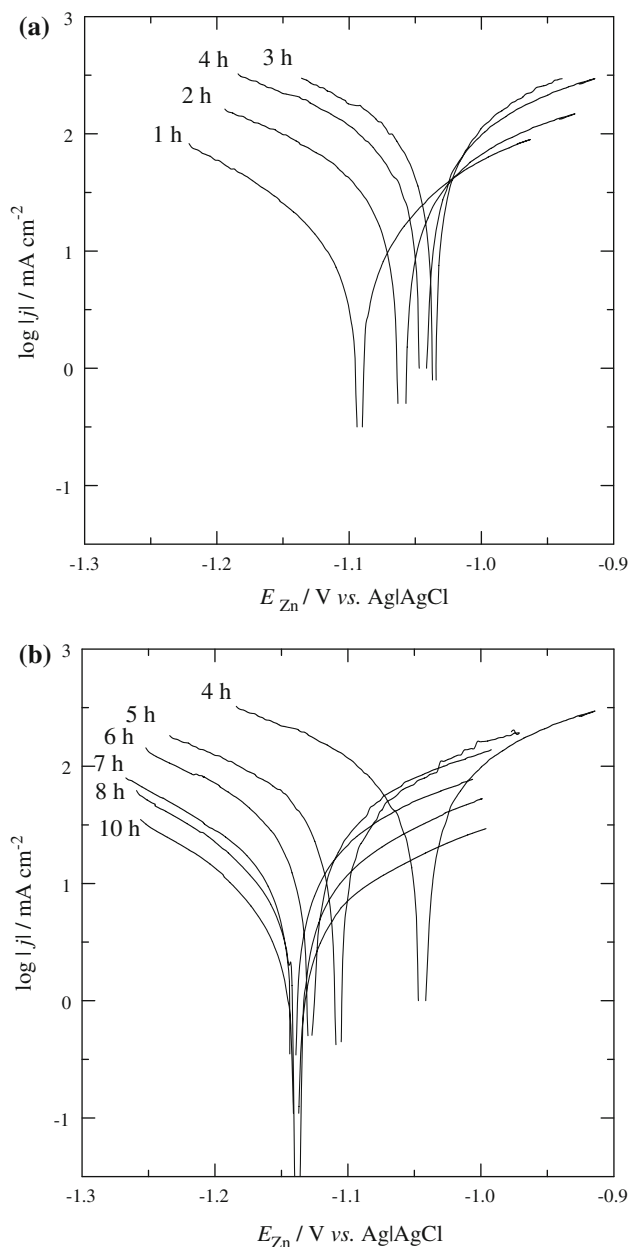 (a)
3
4 h
3 h
2 h
2
1 h
1
0
-1
log |j| / mA cm⁻²
-1.3
-1.2
-1.1
-1.0
-0.9
E Zn / V vs. Ag|AgCl
(b)
3
4 h
5 h
6 h
2
7 h
8 h
10 h
1
0
-1
log |j| / mA cm⁻²
-1.3
-1.2
-1.1
-1.0
-0.9
E Zn / V vs. Ag|AgCl